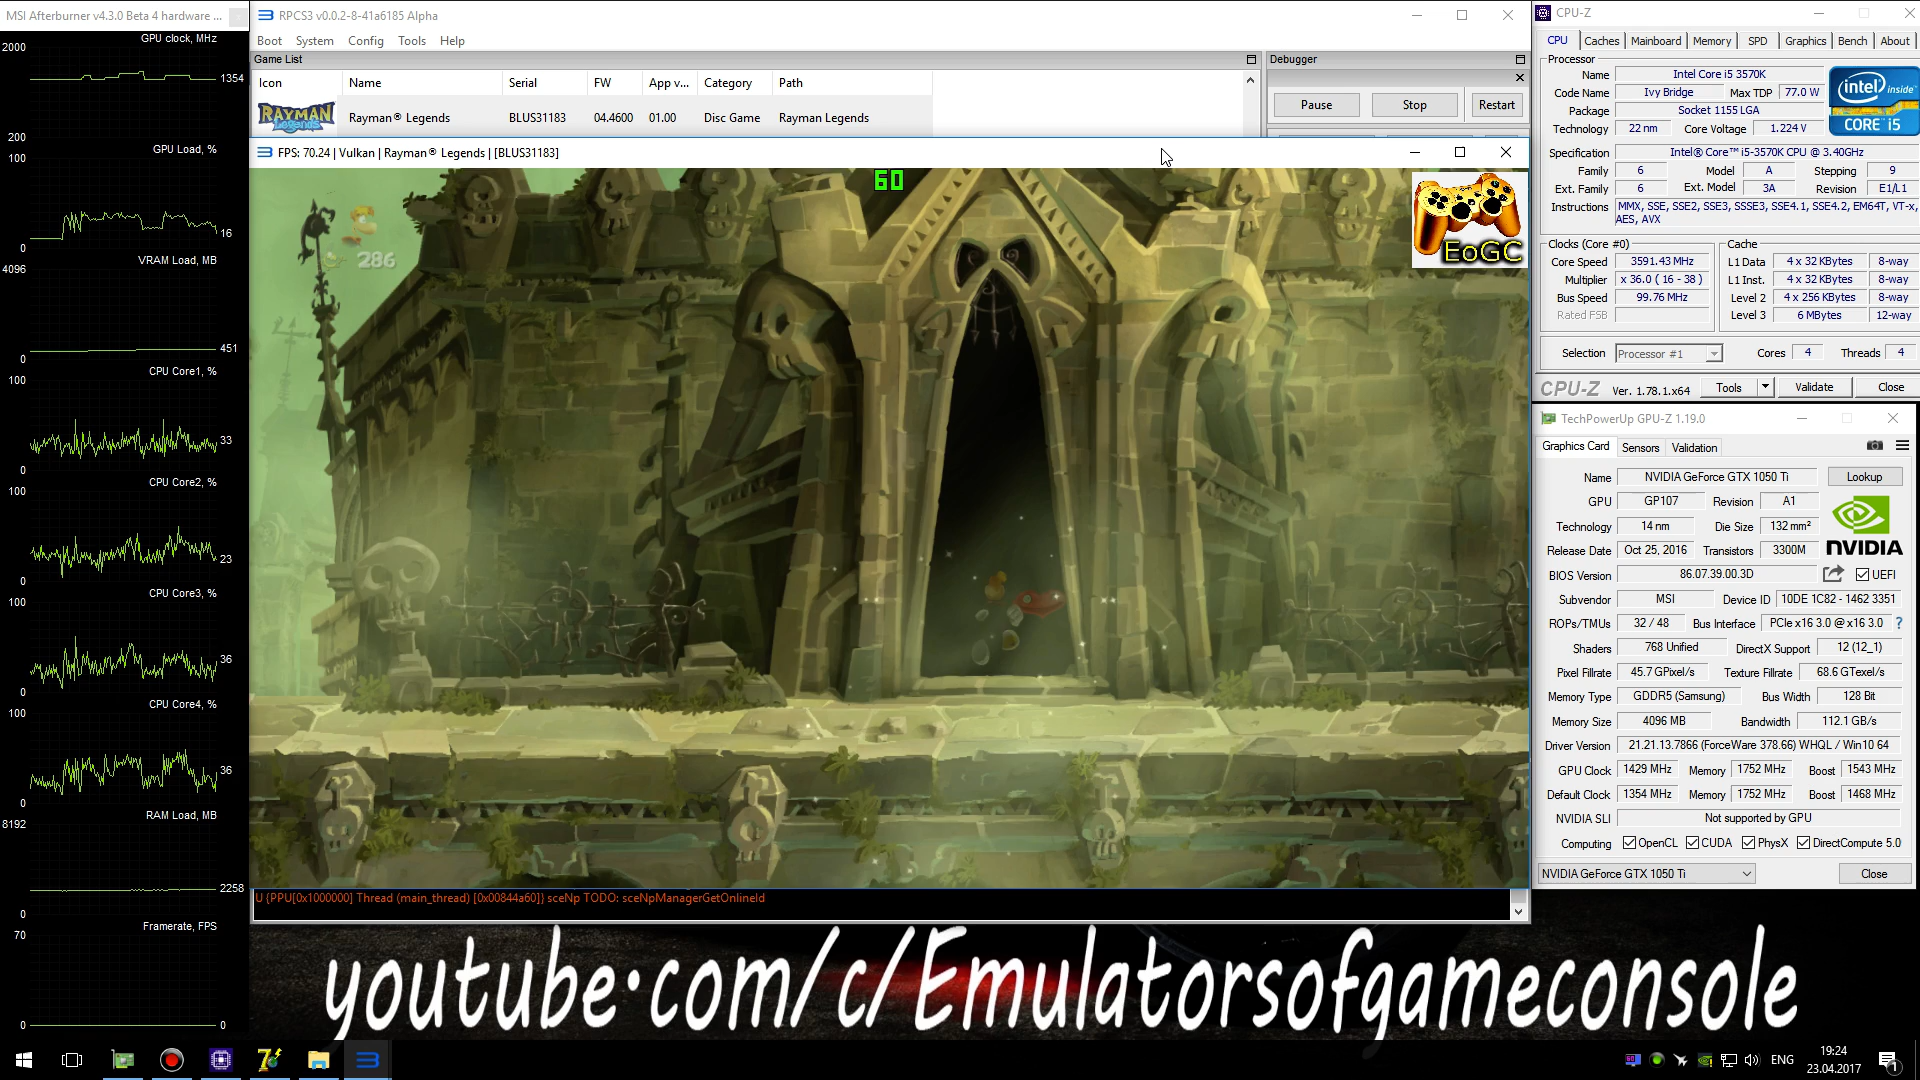 MSI Afterburner v4.3.0 Beta 4 hardware ...
GPU clock, MHz
2000
1354
200
GPU Load, %
100
16
0
VRAM Load, MB
4096
451
0
CPU Core1, %
100
33
0
CPU Core2, %
100
23
0
CPU Core3, %
100
36
0
CPU Core4, %
100
36
0
RAM Load, MB
8192
2258
0
Framerate, FPS
70
0 0
RPCS3 v0.0.2-8-41a6185 Alpha
Boot System Config Tools Help
Game List
Icon Name Serial FW App v... Category Path
RAYMAN Legends
Rayman® Legends BLUS31183 04.4600 01.00 Disc Game Rayman Legends
Debugger
Pause Stop Restart
FPS: 70.24 | Vulkan | Rayman® Legends | [BLUS31183]
60
286
EoGC
U {PPU[0x1000000] Thread (main_thread) [0x00844a60]} sceNp TODO: sceNpManagerGetOnlineId
youtube.com/c/Emulatorsofgameconsole
CPU-Z
CPU Caches Mainboard Memory SPD Graphics Bench About
Processor
Name Intel Core i5 3570K
Code Name Ivy Bridge Max TDP 77.0 W
Package Socket 1155 LGA
Technology 22 nm Core Voltage 1.224 V
intel inside™
CORE i5
Specification Intel® Core™ i5-3570K CPU @ 3.40GHz
Family 6 Model A Stepping 9
Ext. Family 6 Ext. Model 3A Revision E1/L1
Instructions MMX, SSE, SSE2, SSE3, SSSE3, SSE4.1, SSE4.2, EM64T, VT-x,
AES, AVX
Clocks (Core #0) Cache
Core Speed 3591.43 MHz L1 Data 4 x 32 KBytes 8-way
Multiplier x 36.0 ( 16 - 38 ) L1 Inst. 4 x 32 KBytes 8-way
Bus Speed 99.76 MHz Level 2 4 x 256 KBytes 8-way
Rated FSB Level 3 6 MBytes 12-way
Selection Processor #1 Cores 4 Threads 4
CPU-Z Ver. 1.78.1.x64 Tools Validate Close
TechPowerUp GPU-Z 1.19.0
Graphics Card Sensors Validation
Name NVIDIA GeForce GTX 1050 Ti Lookup
GPU GP107 Revision A1
Technology 14 nm Die Size 132 mm²
Release Date Oct 25, 2016 Transistors 3300M
NVIDIA
BIOS Version 86.07.39.00.3D UEFI
Subvendor MSI Device ID 10DE 1C82 - 1462 3351
ROPs/TMUs 32 / 48 Bus Interface PCIe x16 3.0 @ x16 3.0 ?
Shaders 768 Unified DirectX Support 12 (12_1)
Pixel Fillrate 45.7 GPixel/s Texture Fillrate 68.6 GTexel/s
Memory Type GDDR5 (Samsung) Bus Width 128 Bit
Memory Size 4096 MB Bandwidth 112.1 GB/s
Driver Version 21.21.13.7866 (ForceWare 378.66) WHQL / Win10 64
GPU Clock 1429 MHz Memory 1752 MHz Boost 1543 MHz
Default Clock 1354 MHz Memory 1752 MHz Boost 1468 MHz
NVIDIA SLI Not supported by GPU
Computing OpenCL CUDA PhysX DirectCompute 5.0
NVIDIA GeForce GTX 1050 Ti Close
ENG
19:24
23.04.2017
1